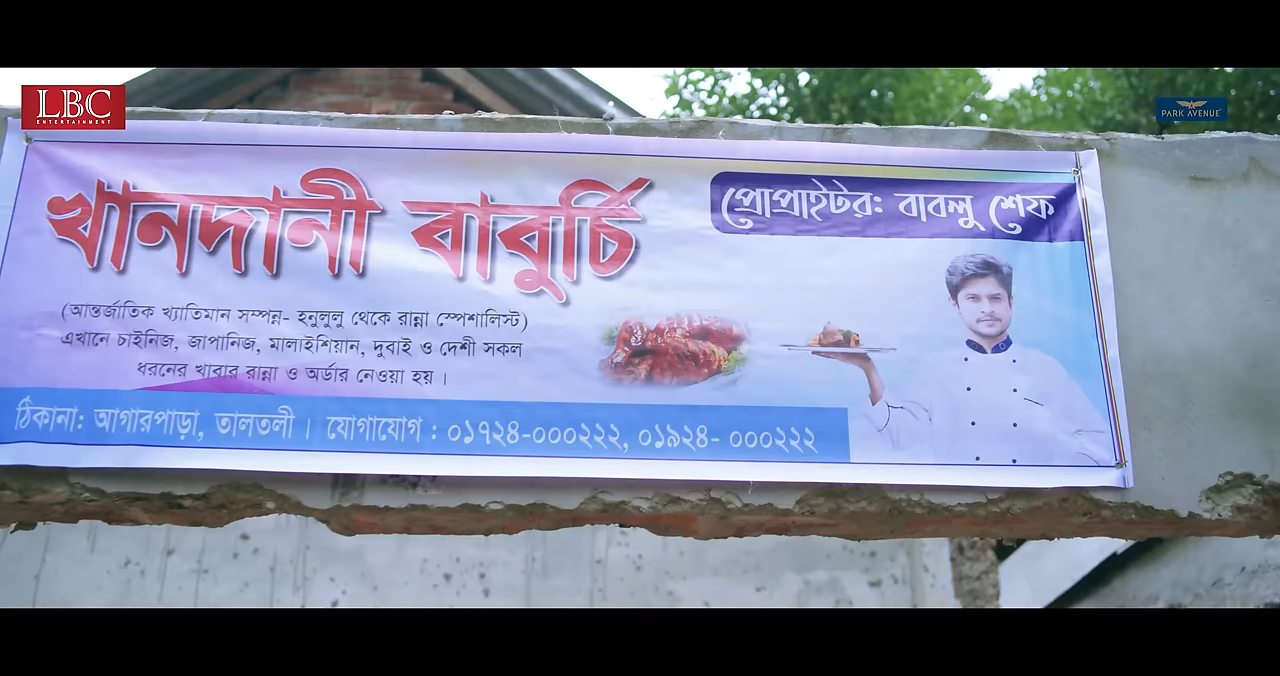 LBC
ENTERTAINMENT
PARK AVENUE
খানদানী বাবুর্চি
প্রোপ্রাইটর: বাবলু শেফ
(আন্তর্জাতিক খ্যাতিমান সম্পন্ন- হনুলুলু থেকে রান্না স্পেশালিস্ট)
এখানে চাইনিজ, জাপানিজ, মালাইশিয়ান, দুবাই ও দেশী সকল
ধরনের খাবার রান্না ও অর্ডার নেওয়া হয়।
ঠিকানা: আগারপাড়া, তালতলী। যোগাযোগ : ০১৭২৪-০০০২২২, ০১৯২৪- ০০০২২২